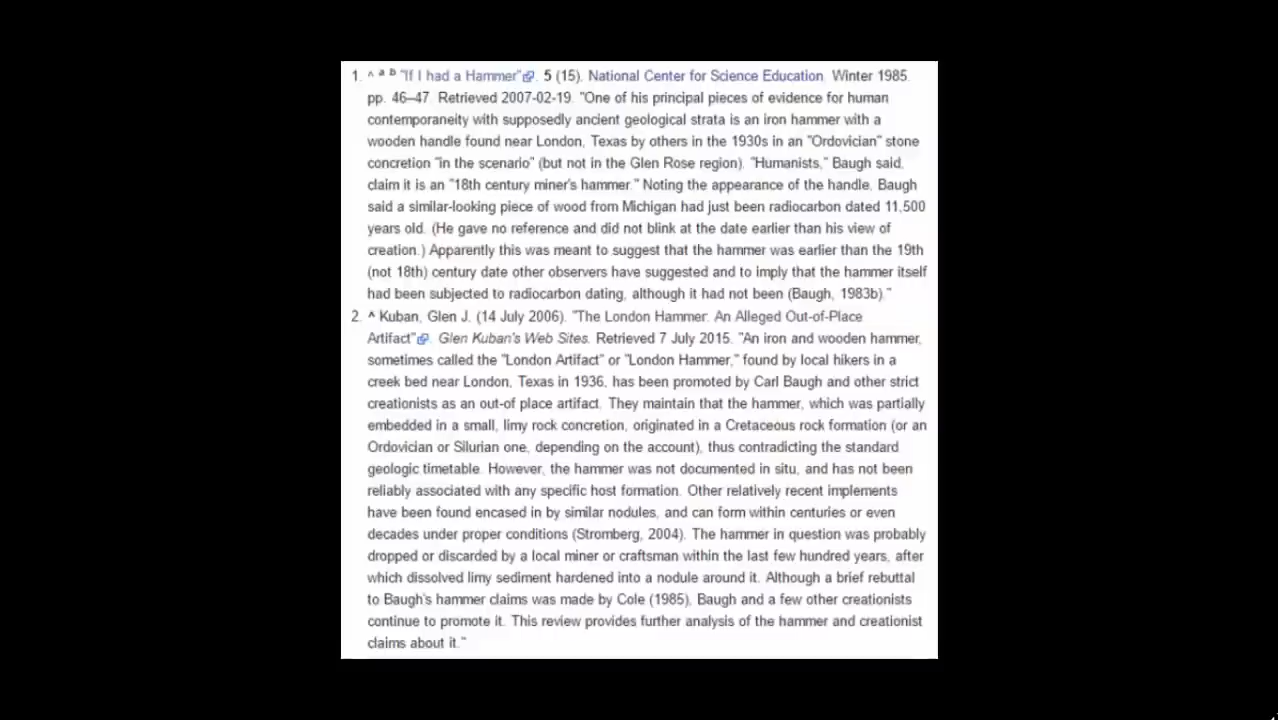 1. ^ a b "If I had a Hammer". 5 (15). National Center for Science Education. Winter 1985.
pp. 46–47. Retrieved 2007-02-19. "One of his principal pieces of evidence for human
contemporaneity with supposedly ancient geological strata is an iron hammer with a
wooden handle found near London, Texas by others in the 1930s in an "Ordovician" stone
concretion "in the scenario" (but not in the Glen Rose region). "Humanists," Baugh said,
claim it is an "18th century miner's hammer." Noting the appearance of the handle, Baugh
said a similar-looking piece of wood from Michigan had just been radiocarbon dated 11,500
years old. (He gave no reference and did not blink at the date earlier than his view of
creation.) Apparently this was meant to suggest that the hammer was earlier than the 19th
(not 18th) century date other observers have suggested and to imply that the hammer itself
had been subjected to radiocarbon dating, although it had not been (Baugh, 1983b)."
2. ^ Kuban, Glen J. (14 July 2006). "The London Hammer: An Alleged Out-of-Place
Artifact". Glen Kuban's Web Sites. Retrieved 7 July 2015. "An iron and wooden hammer,
sometimes called the "London Artifact" or "London Hammer," found by local hikers in a
creek bed near London, Texas in 1936, has been promoted by Carl Baugh and other strict
creationists as an out-of place artifact. They maintain that the hammer, which was partially
embedded in a small, limy rock concretion, originated in a Cretaceous rock formation (or an
Ordovician or Silurian one, depending on the account), thus contradicting the standard
geologic timetable. However, the hammer was not documented in situ, and has not been
reliably associated with any specific host formation. Other relatively recent implements
have been found encased in by similar nodules, and can form within centuries or even
decades under proper conditions (Stromberg, 2004). The hammer in question was probably
dropped or discarded by a local miner or craftsman within the last few hundred years, after
which dissolved limy sediment hardened into a nodule around it. Although a brief rebuttal
to Baugh's hammer claims was made by Cole (1985), Baugh and a few other creationists
continue to promote it. This review provides further analysis of the hammer and creationist
claims about it."